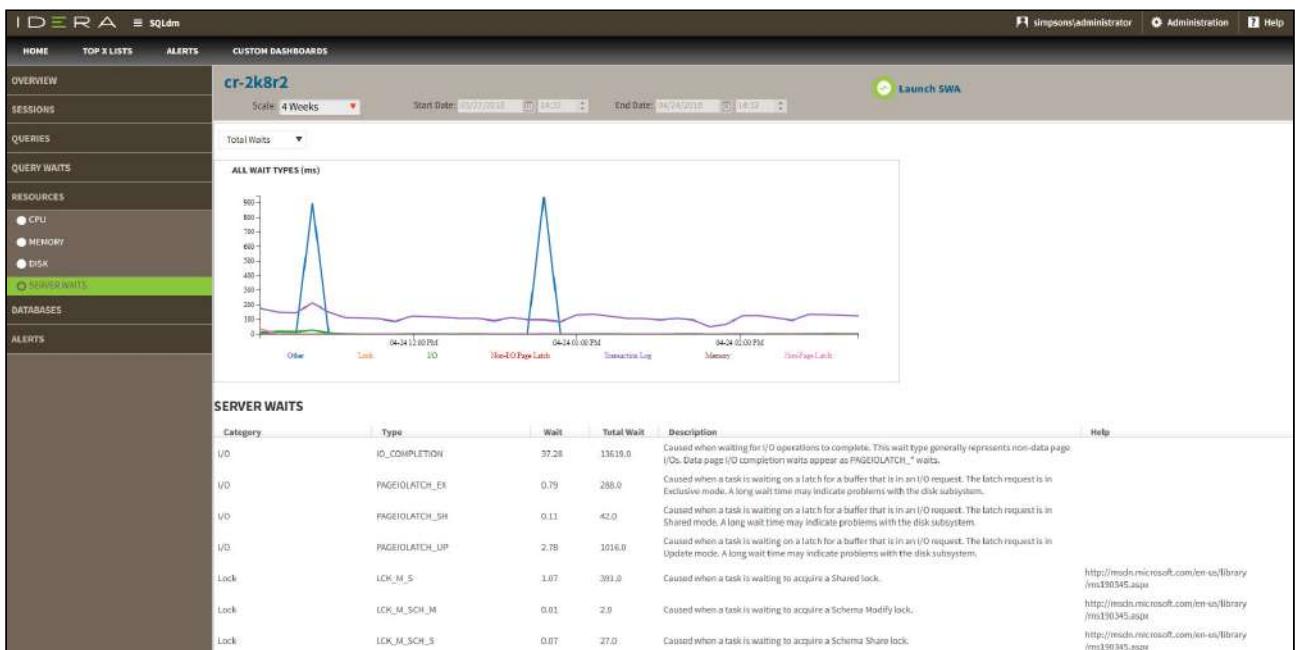 IDERA SQLdm simpsons\administrator Administration Help
HOME TOP X LISTS ALERTS CUSTOM DASHBOARDS
OVERVIEW
SESSIONS
QUERIES
QUERY WAITS
RESOURCES
CPU
MEMORY
DISK
SERVER WAITS
DATABASES
ALERTS
cr-2k8r2
Launch SWA
Scale: 4 Weeks Start Date: 03/27/2018 End Date: 04/24/2018
Total Waits
ALL WAIT TYPES (ms)
900
800
700
600
500
400
300
200
100
0
04-24 12:00 PM 04-24 01:00 PM 04-24 02:00 PM
Other Lock I/O Non-I/O Page Latch Transaction Log Memory Non-Page Latch
SERVER WAITS
Category Type Wait Total Wait Description Help
I/O IO_COMPLETION 37.28 13619.0 Caused when waiting for I/O operations to complete. This wait type generally represents non-data page
I/Os. Data page I/O completion waits appear as PAGEIOLATCH_* waits.
I/O PAGEIOLATCH_EX 0.79 288.0 Caused when a task is waiting on a latch for a buffer that is in an I/O request. The latch request is in
Exclusive mode. A long wait time may indicate problems with the disk subsystem.
I/O PAGEIOLATCH_SH 0.11 42.0 Caused when a task is waiting on a latch for a buffer that is in an I/O request. The latch request is in
Shared mode. A long wait time may indicate problems with the disk subsystem.
I/O PAGEIOLATCH_UP 2.78 1016.0 Caused when a task is waiting on a latch for a buffer that is in an I/O request. The latch request is in
Update mode. A long wait time may indicate problems with the disk subsystem.
Lock LCK_M_S 1.07 391.0 Caused when a task is waiting to acquire a Shared lock. http://msdn.microsoft.com/en-us/library
/ms190345.aspx
Lock LCK_M_SCH_M 0.01 2.0 Caused when a task is waiting to acquire a Schema Modify lock. http://msdn.microsoft.com/en-us/library
/ms190345.aspx
Lock LCK_M_SCH_S 0.07 27.0 Caused when a task is waiting to acquire a Schema Share lock. http://msdn.microsoft.com/en-us/library
/ms190345.aspx